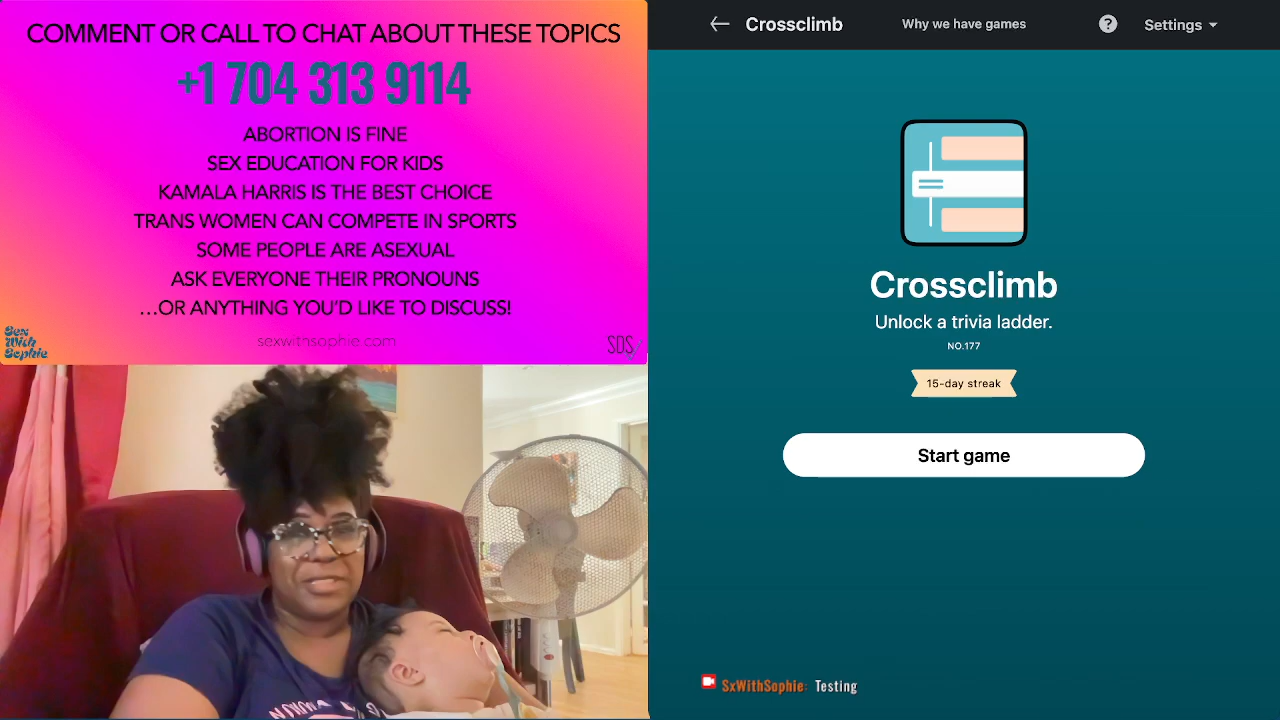 COMMENT OR CALL TO CHAT ABOUT THESE TOPICS
+1 704 313 9114
ABORTION IS FINE
SEX EDUCATION FOR KIDS
KAMALA HARRIS IS THE BEST CHOICE
TRANS WOMEN CAN COMPETE IN SPORTS
SOME PEOPLE ARE ASEXUAL
ASK EVERYONE THEIR PRONOUNS
...OR ANYTHING YOU'D LIKE TO DISCUSS!
sexwithsophie.com
Sex
With
Sophie
SDS/
Crossclimb
Why we have games
?
Settings
Crossclimb
Unlock a trivia ladder.
NO.177
15-day streak
Start game
SxWithSophie: Testing